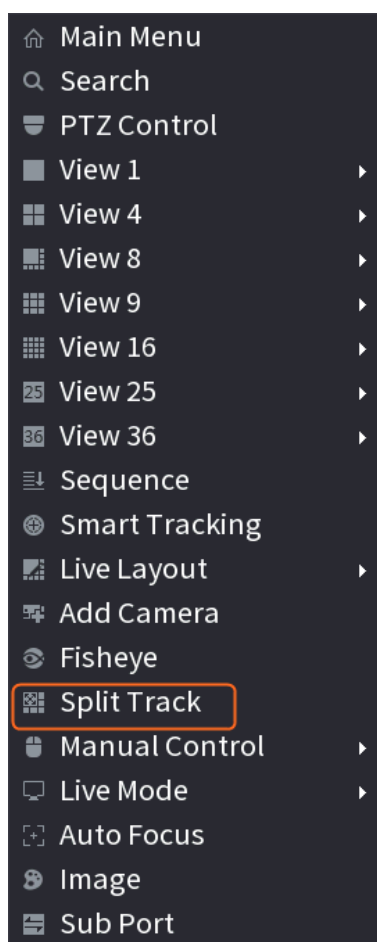 Main Menu
Search
PTZ Control
View 1
View 4
View 8
View 9
View 16
25 View 25
36 View 36
Sequence
Smart Tracking
Live Layout
Add Camera
Fisheye
Split Track
Manual Control
Live Mode
Auto Focus
Image
Sub Port